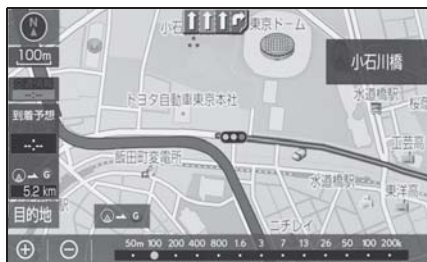 N
100m
小石
東京ドーム
小石川橋
水道橋駅
トヨタ自動車東京本社
到着予想
--:--
飯田町変電所
工芸高
水道橋駅
東洋高
G
5.2 km
目的地
G
ニチレイ
50m 100 200 400 800 1.6 3 7 13 26 50 100 200k